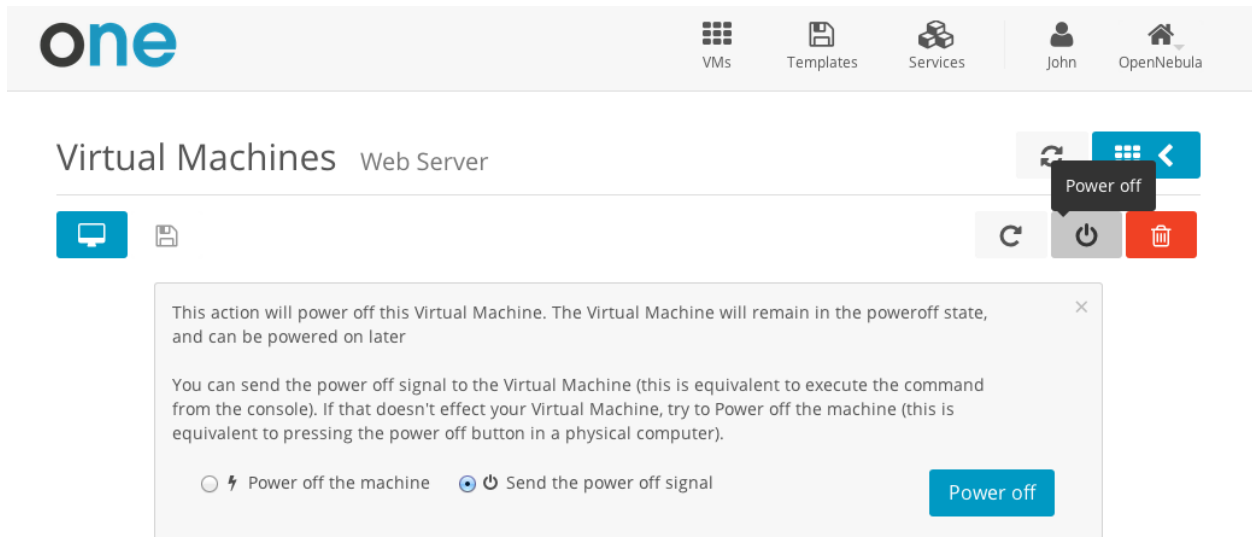 one
VMs
Templates
Services
John
OpenNebula
Virtual Machines Web Server
Power off
This action will power off this Virtual Machine. The Virtual Machine will remain in the poweroff state,
and can be powered on later
You can send the power off signal to the Virtual Machine (this is equivalent to execute the command
from the console). If that doesn't effect your Virtual Machine, try to Power off the machine (this is
equivalent to pressing the power off button in a physical computer).
Power off the machine
Send the power off signal
Power off